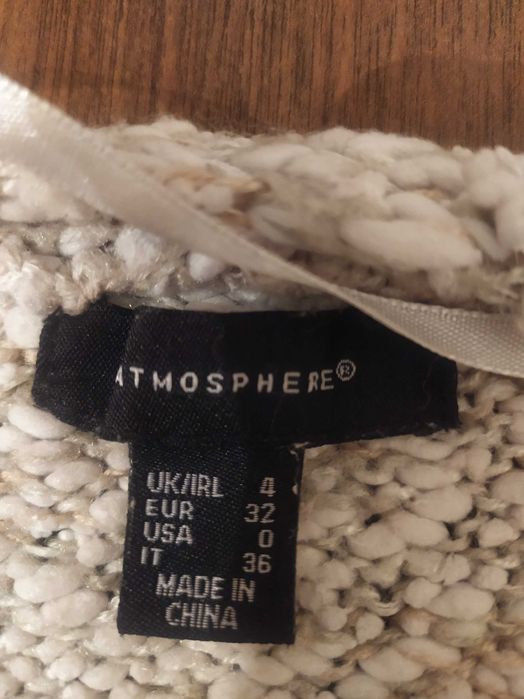 ATMOSPHERE®
UK/IRL 4
EUR 32
USA 0
IT 36
MADE IN
CHINA